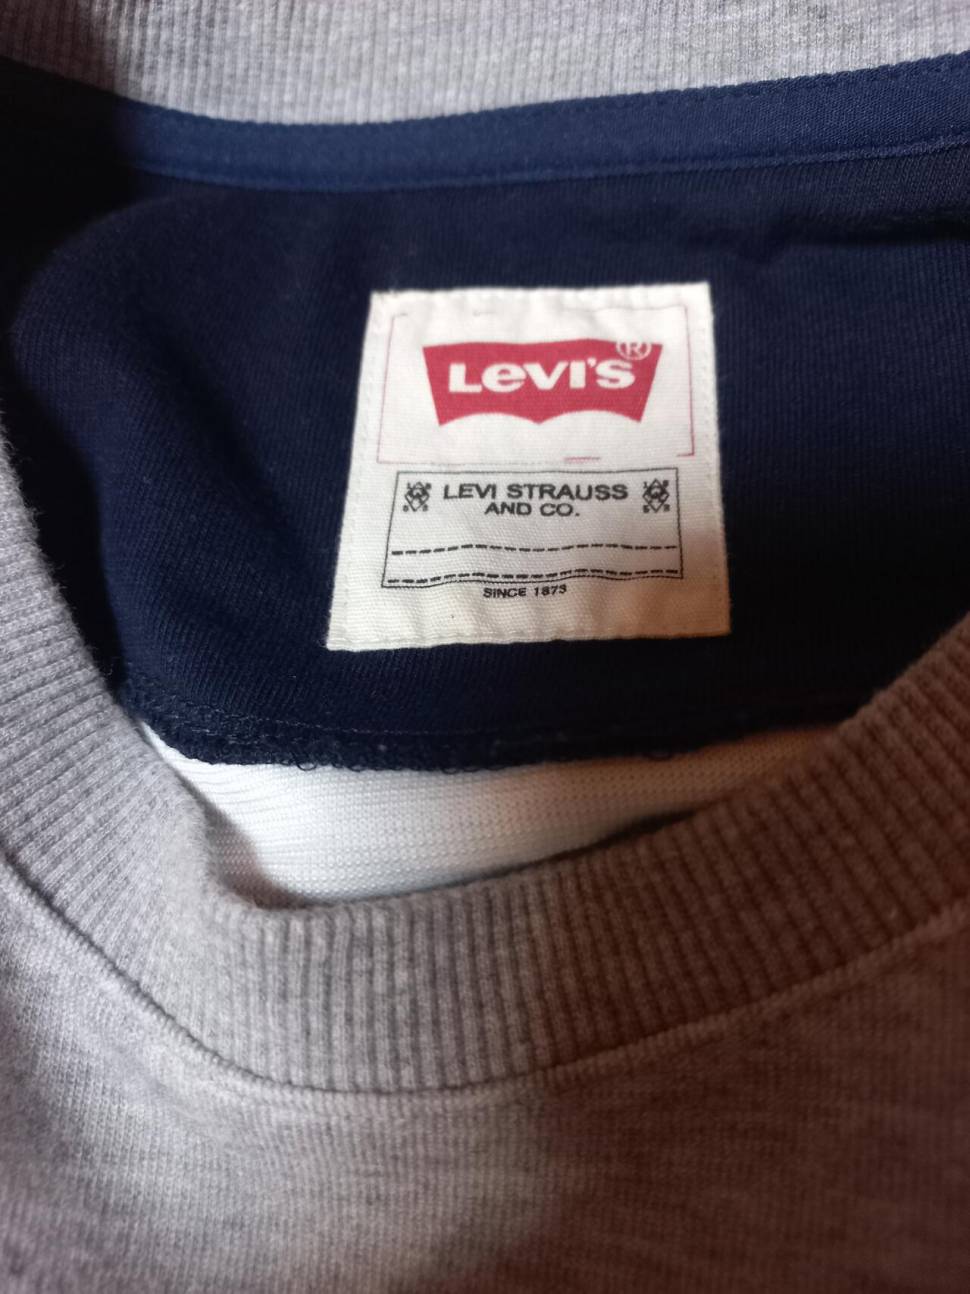 LEVI'S ®
LEVI STRAUSS
AND CO.
SINCE 1873